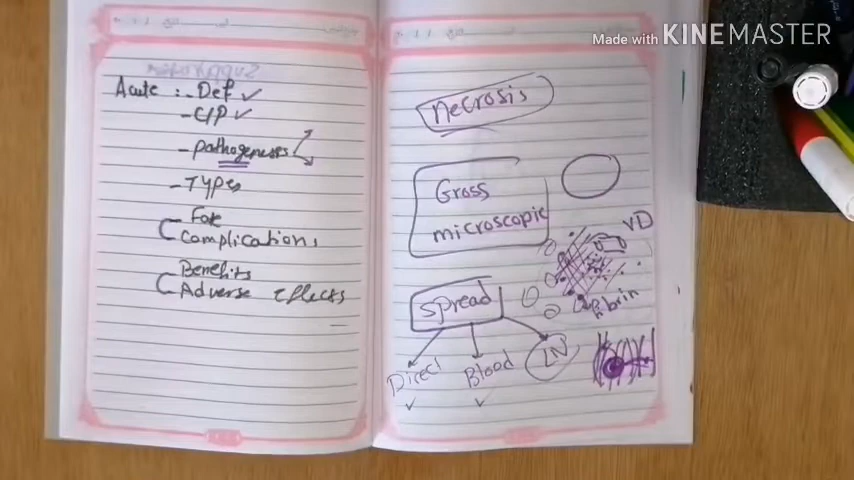 Made with KINEMASTER
Acute :- Def ✓
- C/P ✓
- pathogeneses
- Types
- Fate
- Complications
- Benefits
- Adverse effects
Necrosis
Gross
microscopic
VD
Fibrin
spread
Direct ✓
Blood ✓
LN